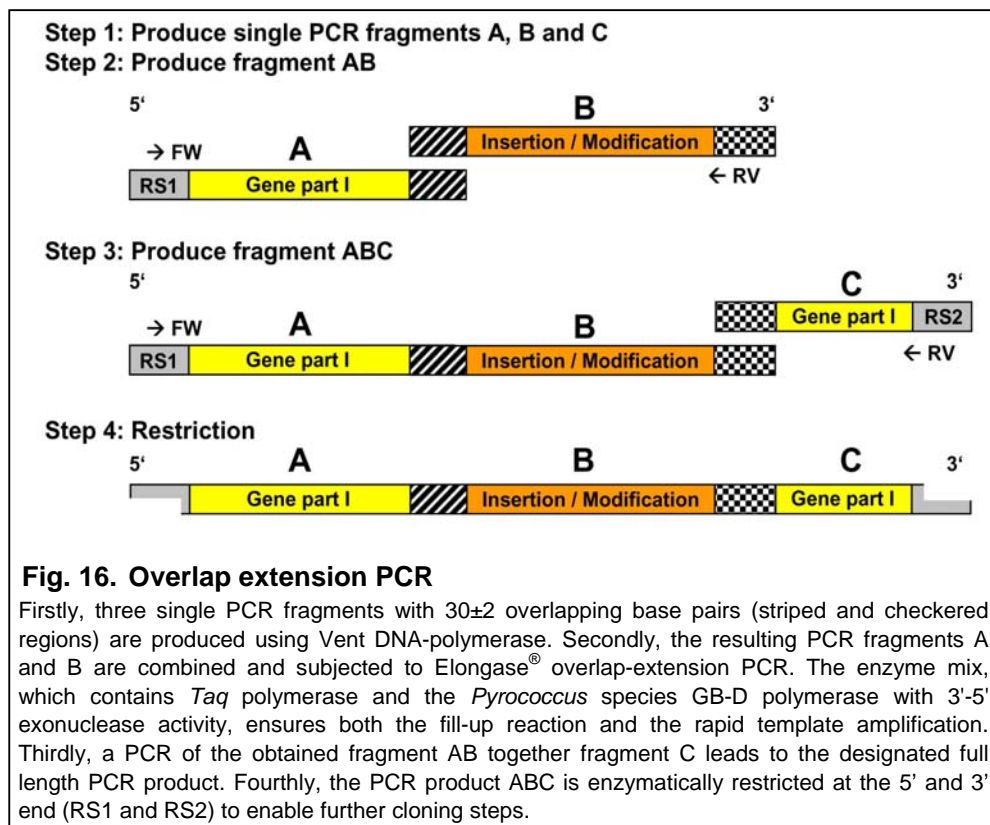 Step 1: Produce single PCR fragments A, B and C
Step 2: Produce fragment AB
5‘ B 3‘
Insertion / Modification
→ FW A
← RV
RS1 Gene part I
Step 3: Produce fragment ABC
5‘ C 3‘
Gene part I RS2
→ FW A B
← RV
RS1 Gene part I Insertion / Modification
Step 4: Restriction
5‘ A B C 3‘
Gene part I Insertion / Modification Gene part I
Fig. 16. Overlap extension PCR
Firstly, three single PCR fragments with 30±2 overlapping base pairs (striped and checkered
regions) are produced using Vent DNA-polymerase. Secondly, the resulting PCR fragments A
and B are combined and subjected to Elongase® overlap-extension PCR. The enzyme mix,
which contains Taq polymerase and the Pyrococcus species GB-D polymerase with 3'-5'
exonuclease activity, ensures both the fill-up reaction and the rapid template amplification.
Thirdly, a PCR of the obtained fragment AB together fragment C leads to the designated full
length PCR product. Fourthly, the PCR product ABC is enzymatically restricted at the 5’ and 3’
end (RS1 and RS2) to enable further cloning steps.